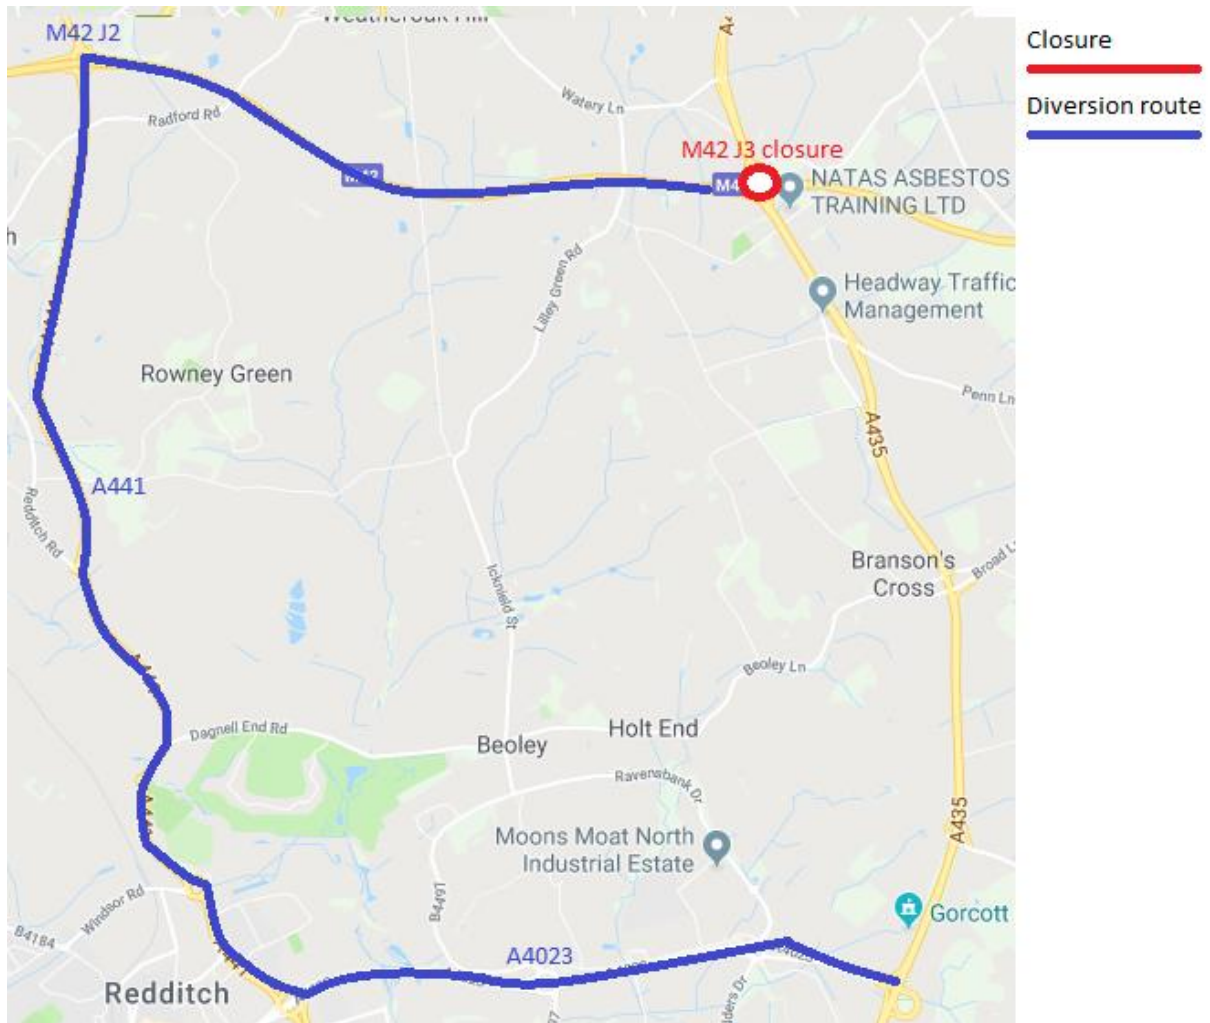 Weatheroak Hill
M42 J2
Closure
Diversion route
Radford Rd
Watery Ln
M42 J3 closure
M42
NATAS ASBESTOS
TRAINING LTD
Lilley Green Rd
Headway Traffic
Management
Rowney Green
Penn Ln
A435
A441
Redditch Rd
Branson's
Cross
Broad L
Icknield St
Beoley Ln
Dagnell End Rd
Holt End
Beoley
Ravensbank Dr
A435
Moons Moat North
Industrial Estate
Windsor Rd
B4184
Gorcott
A4023
Redditch